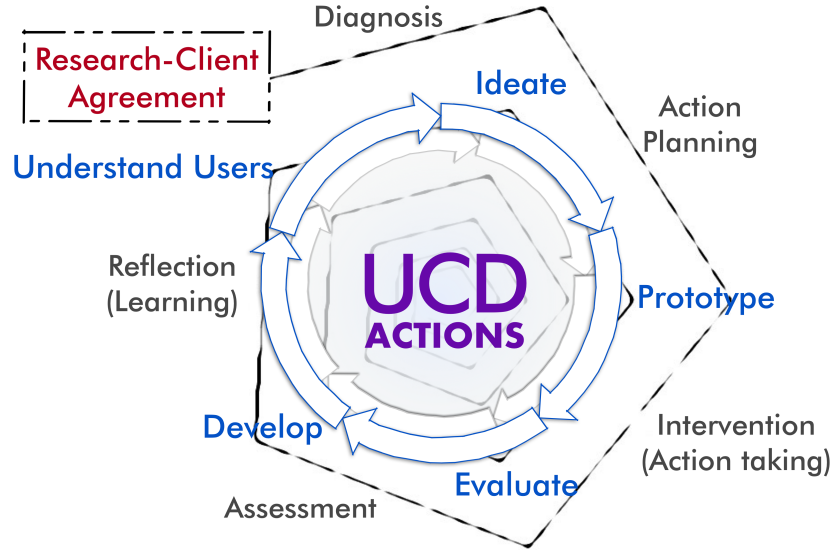 Diagnosis
Research-Client
Agreement
Ideate
Action
Planning
Understand Users
Reflection
(Learning)
UCD
ACTIONS
Prototype
Develop
Intervention
(Action taking)
Evaluate
Assessment